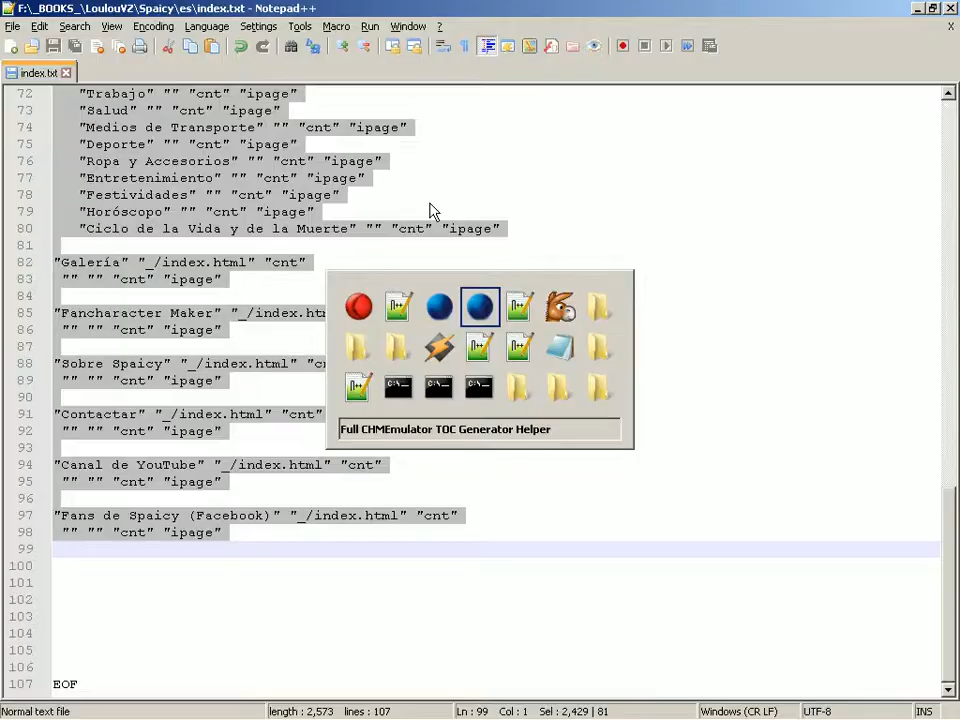 F:\_BOOKS_\LoulouVZ\Spaicy\es\index.txt - Notepad++
File Edit Search View Encoding Language Settings Tools Macro Run Window ? X
index.txt
72 "Trabajo" "" "cnt" "ipage"
73 "Salud" "" "cnt" "ipage"
74 "Medios de Transporte" "" "cnt" "ipage"
75 "Deporte" "" "cnt" "ipage"
76 "Ropa y Accesorios" "" "cnt" "ipage"
77 "Entretenimiento" "" "cnt" "ipage"
78 "Festividades" "" "cnt" "ipage"
79 "Horóscopo" "" "cnt" "ipage"
80 "Ciclo de la Vida y de la Muerte" "" "cnt" "ipage"
81
82 "Galería" "_/index.html" "cnt"
83 "" "" "cnt" "ipage"
84
85 "Fancharacter Maker" "_/index.htm
86 "" "" "cnt" "ipage"
87
88 "Sobre Spaicy" "_/index.html" "cn
89 "" "" "cnt" "ipage"
90
91 "Contactar" "_/index.html" "cnt"
92 "" "" "cnt" "ipage"
93
94 "Canal de YouTube" "_/index.html" "cnt"
95 "" "" "cnt" "ipage"
96
97 "Fans de Spaicy (Facebook)" "_/index.html" "cnt"
98 "" "" "cnt" "ipage"
99
100
101
102
103
104
105
106
107 EOF
C:\_ C:\_ C:\_
Full CHMEmulator TOC Generator Helper
Normal text file length : 2,573 lines : 107 Ln : 99 Col : 1 Sel : 2,429 | 81 Windows (CR LF) UTF-8 INS